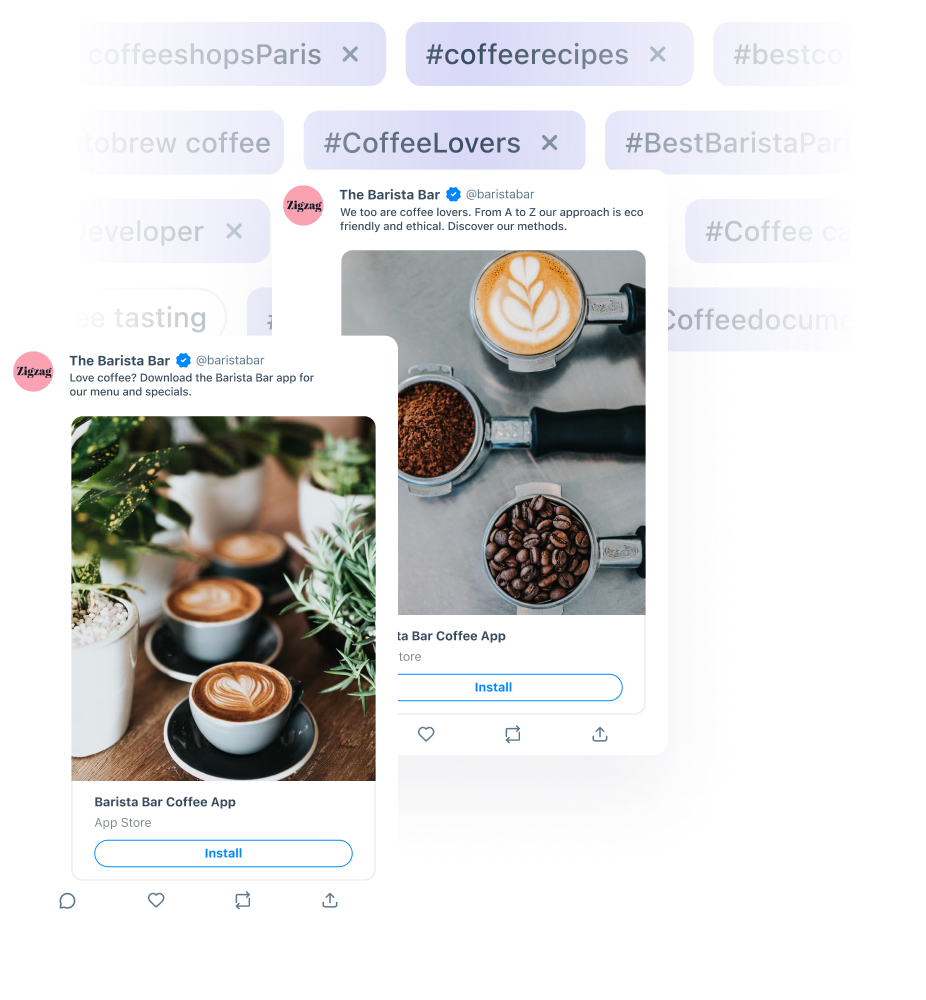 coffeeshopsParis
#coffeerecipes
#bestco
tobrew coffee
#CoffeeLovers
#BestBaristaPari
eveloper
#Coffee ca
ee tasting
#
Coffeedocume
Zigzag
The Barista Bar @baristabar
We too are coffee lovers. From A to Z our approach is eco
friendly and ethical. Discover our methods.
ta Bar Coffee App
tore
Install
Zigzag
The Barista Bar @baristabar
Love coffee? Download the Barista Bar app for
our menu and specials.
Barista Bar Coffee App
App Store
Install